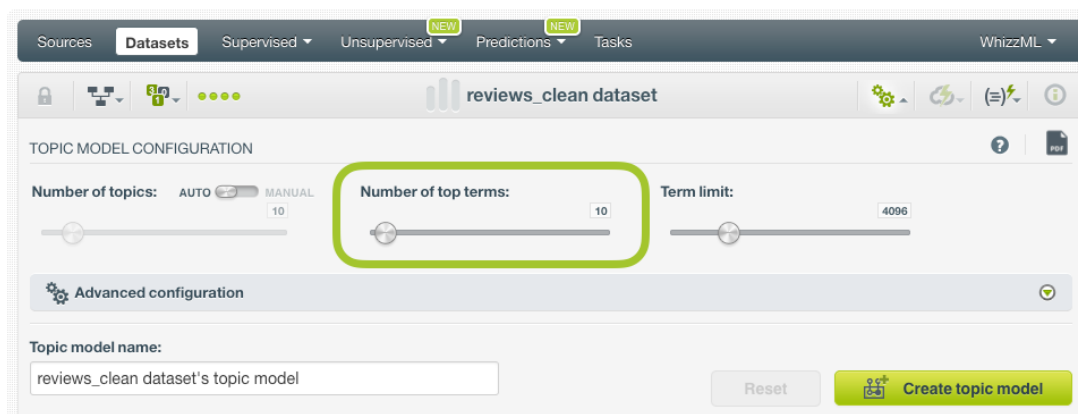 NEW NEW
Sources Datasets Supervised Unsupervised Predictions Tasks WhizzML
reviews_clean dataset
TOPIC MODEL CONFIGURATION
PDF
Number of topics: AUTO MANUAL Number of top terms: Term limit:
10 10 4096
Advanced configuration
Topic model name:
reviews_clean dataset's topic model
Reset Create topic model